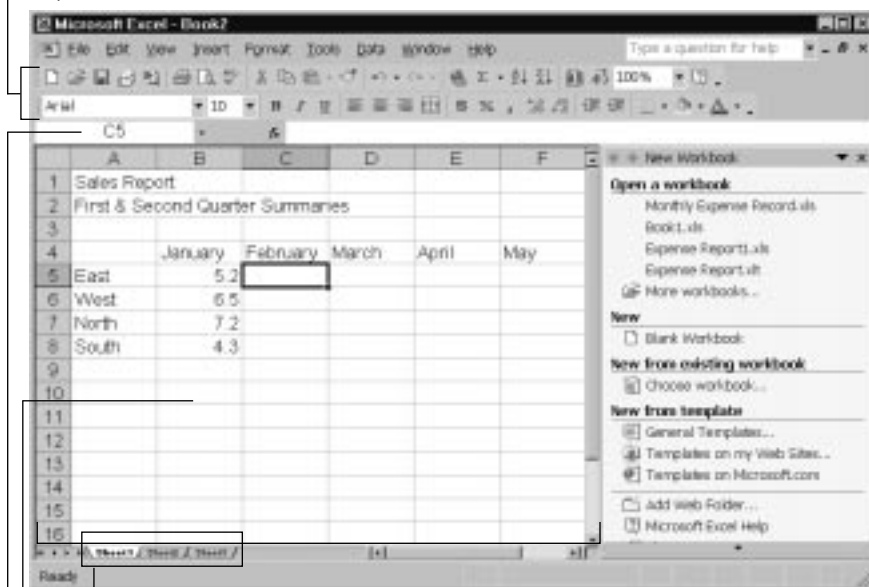 Microsoft Excel - Book2
File Edit View Insert Format Tools Data Window Help Type a question for help
100%
Arial 10 B I U
C5 fx
A B C D E F
1 Sales Report
2 First & Second Quarter Summaries
3
4 January February March April May
5 East 5.2
6 West 6.5
7 North 7.2
8 South 4.3
9
10
11
12
13
14
15
16
Sheet1 Sheet2 Sheet3
Ready
New Workbook
Open a workbook
Monthly Expense Record.xls
Book1.xls
Expense Report1.xls
Expense Report.xlt
More workbooks...
New
Blank Workbook
New from existing workbook
Choose workbook...
New from template
General Templates...
Templates on my Web Sites...
Templates on Microsoft.com
Add Web Folder...
Microsoft Excel Help